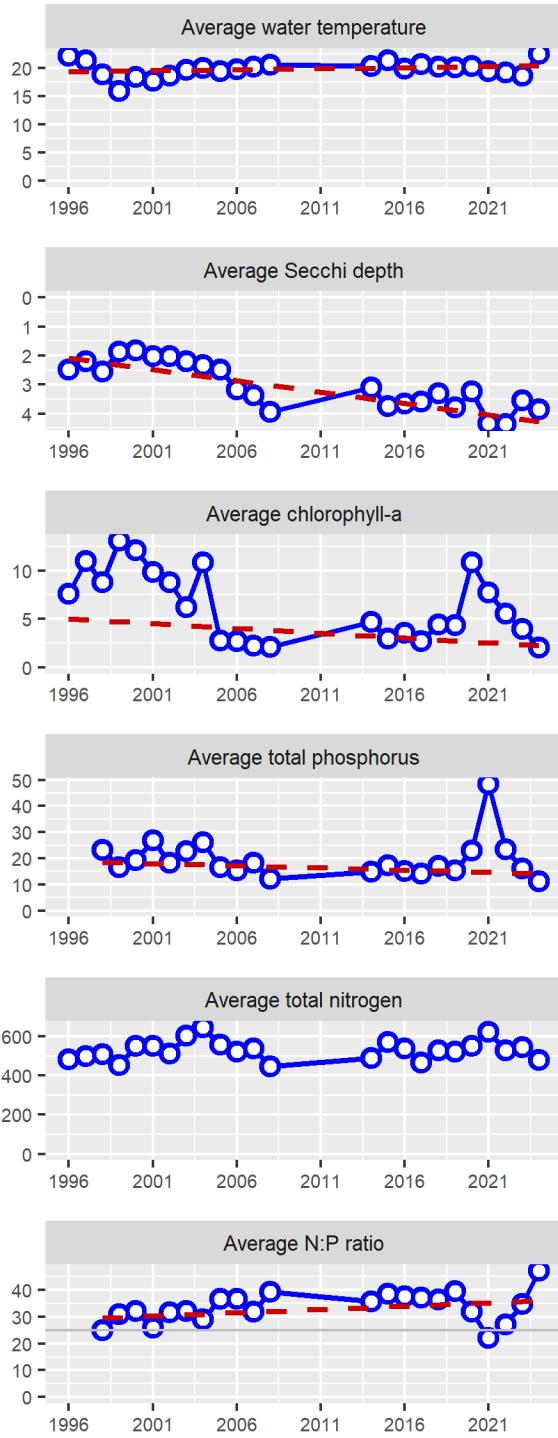 Average water temperature
20
15
10
5
0
1996 2001 2006 2011 2016 2021
Average Secchi depth
0
1
2
3
4
1996 2001 2006 2011 2016 2021
Average chlorophyll-a
10
5
0
1996 2001 2006 2011 2016 2021
Average total phosphorus
50
40
30
20
10
0
1996 2001 2006 2011 2016 2021
Average total nitrogen
600
400
200
0
1996 2001 2006 2011 2016 2021
Average N:P ratio
40
30
20
10
0
1996 2001 2006 2011 2016 2021